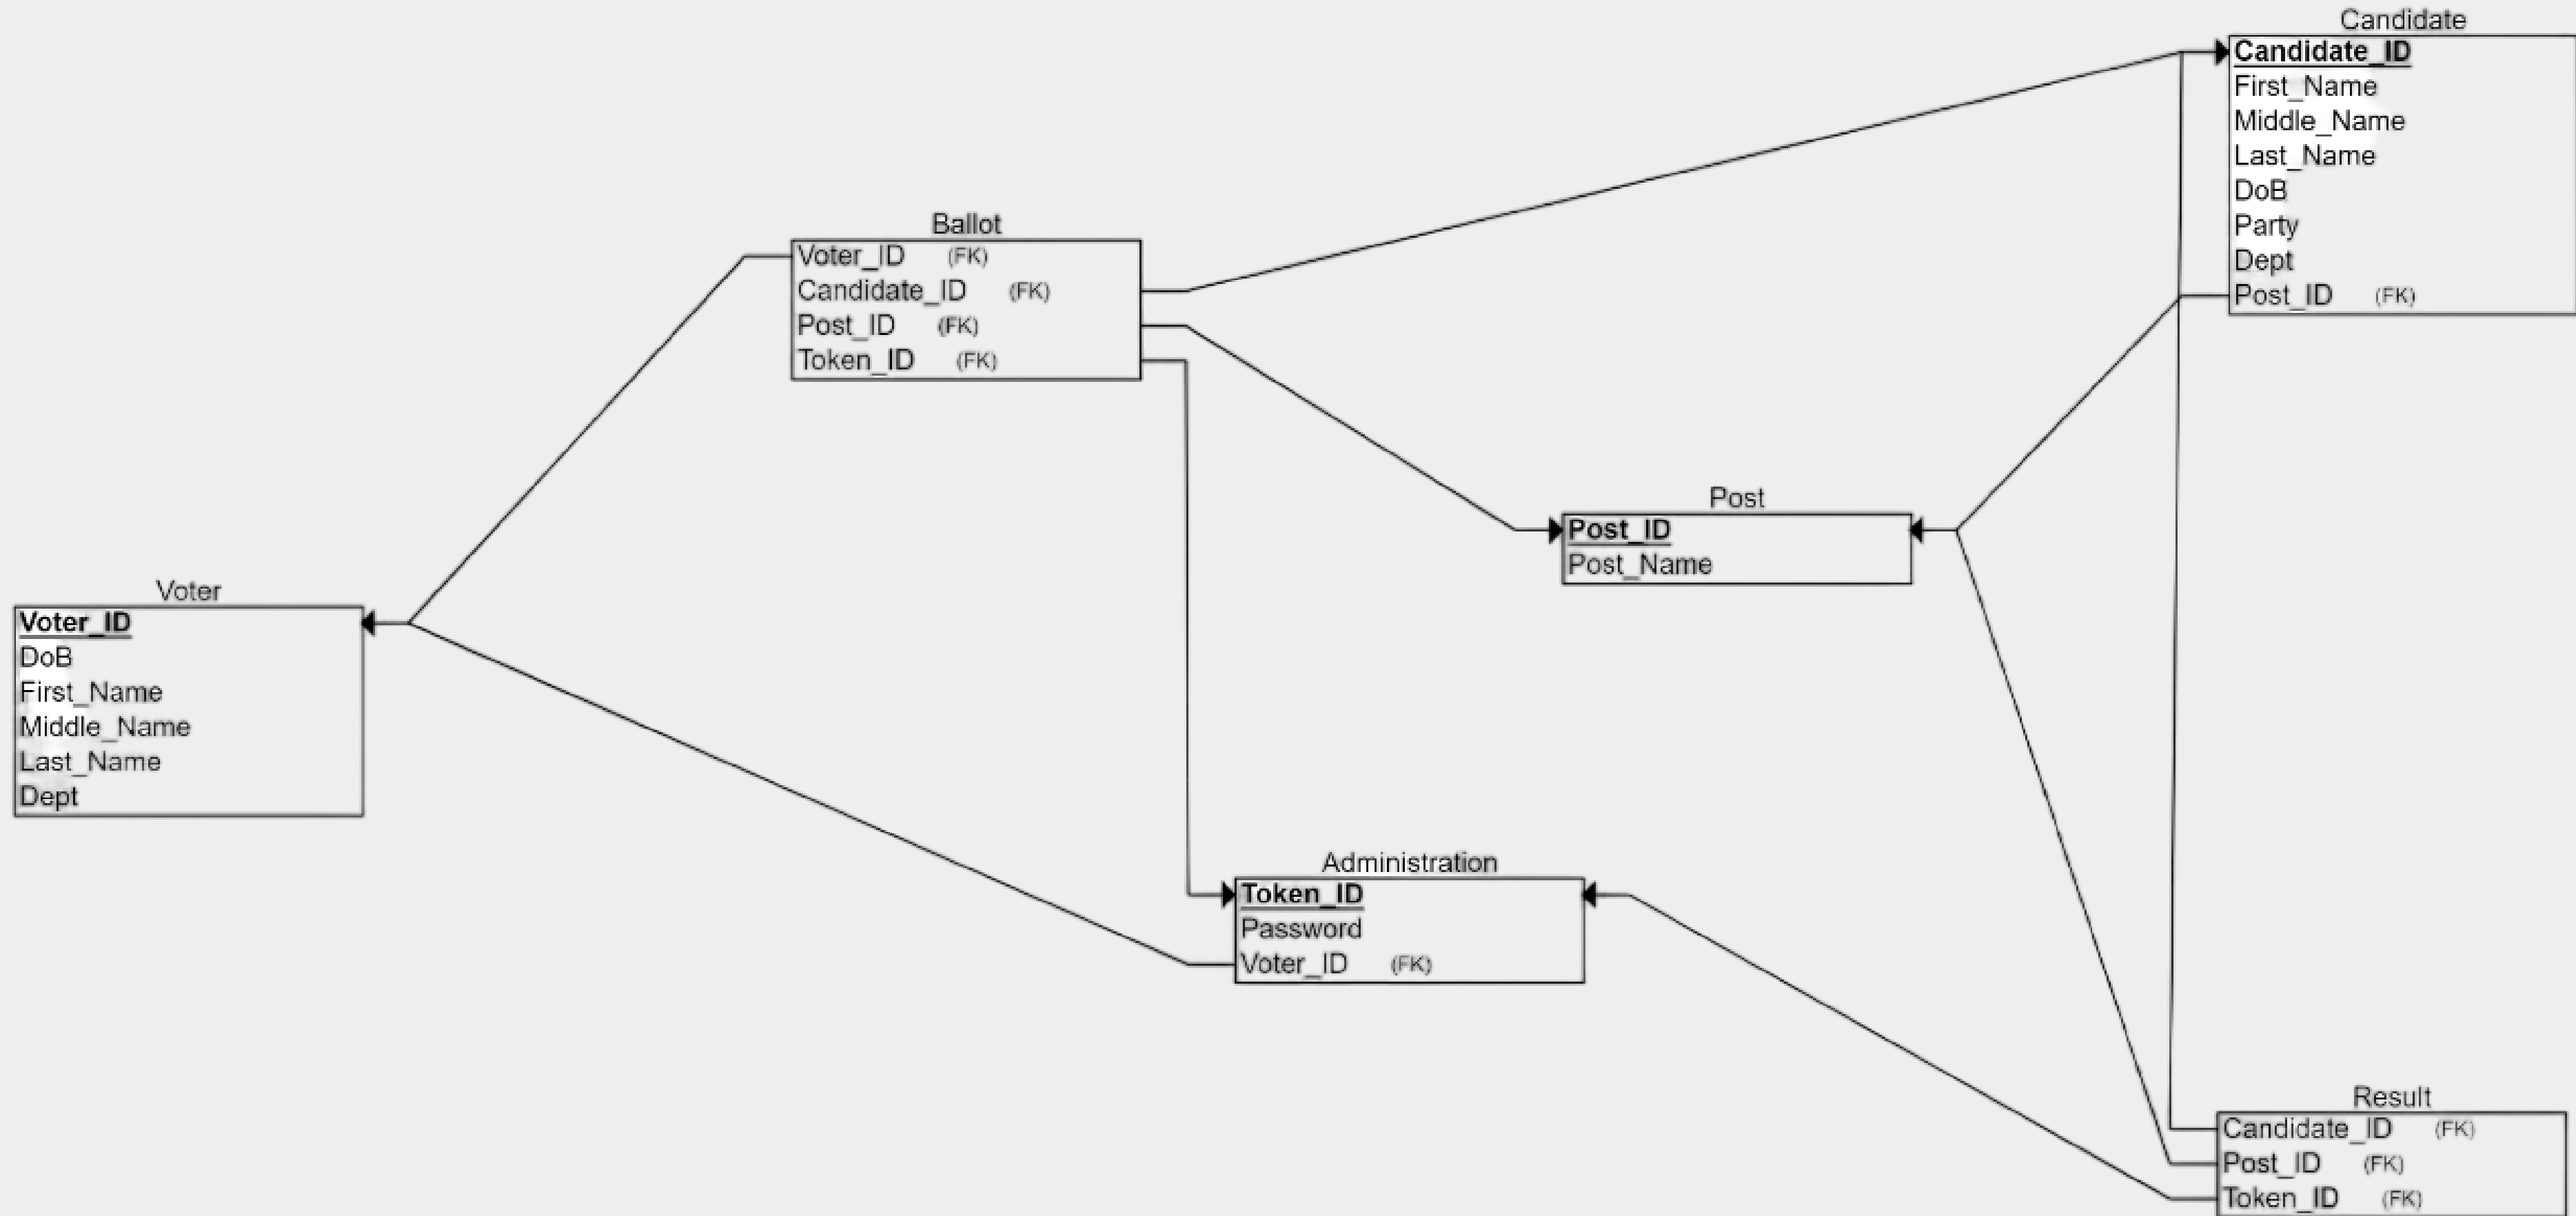 Candidate
Candidate_ID
First_Name
Middle_Name
Last_Name
DoB
Party
Dept
Post_ID (FK)
Ballot
Voter_ID (FK)
Candidate_ID (FK)
Post_ID (FK)
Token_ID (FK)
Post
Post_ID
Post_Name
Voter
Voter_ID
DoB
First_Name
Middle_Name
Last_Name
Dept
Administration
Token_ID
Password
Voter_ID (FK)
Result
Candidate_ID (FK)
Post_ID (FK)
Token_ID (FK)